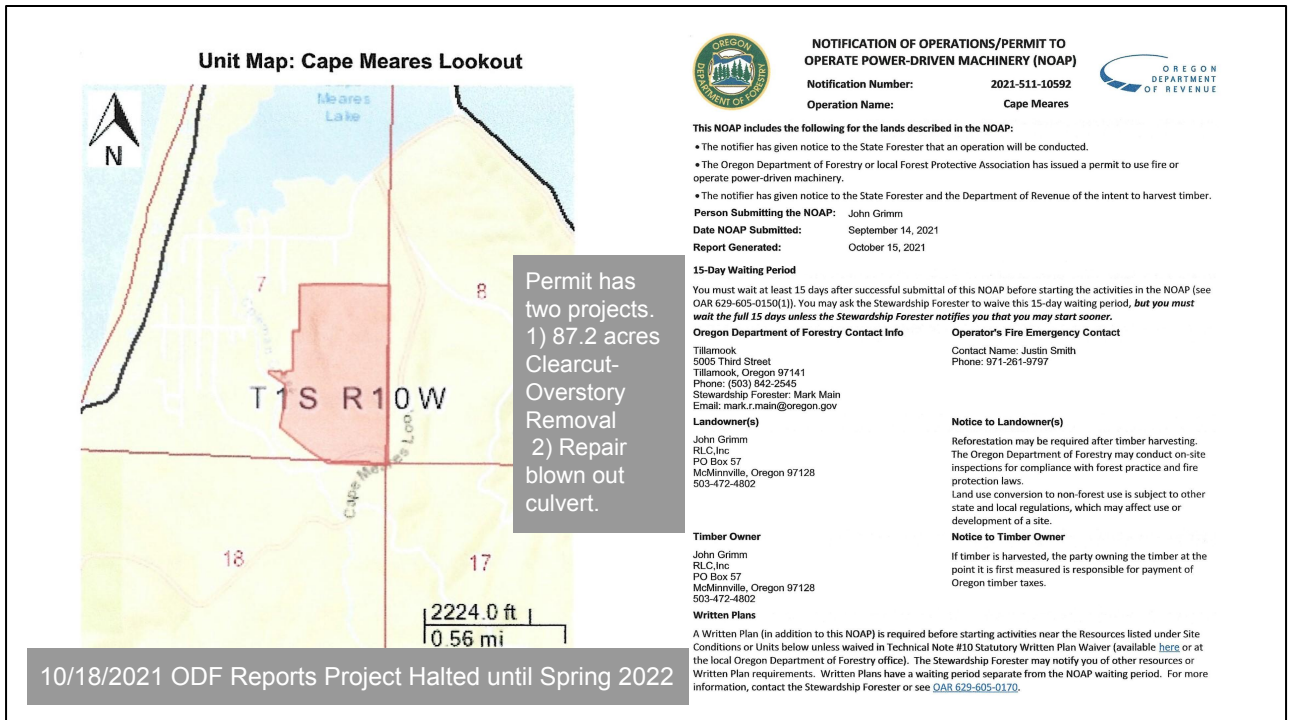 Unit Map: Cape Meares Lookout
Meares
Lake
N
7
8
T1S R10W
Cape Meares Loo
18
17
2224.0 ft
0.56 mi
Permit has
two projects.
1) 87.2 acres
Clearcut-
Overstory
Removal
2) Repair
blown out
culvert.
10/18/2021 ODF Reports Project Halted until Spring 2022
OREGON
DEPARTMENT OF FORESTRY
NOTIFICATION OF OPERATIONS/PERMIT TO
OPERATE POWER-DRIVEN MACHINERY (NOAP)
Notification Number: 2021-511-10592
Operation Name: Cape Meares
OREGON
DEPARTMENT
OF REVENUE
This NOAP includes the following for the lands described in the NOAP:
• The notifier has given notice to the State Forester that an operation will be conducted.
• The Oregon Department of Forestry or local Forest Protective Association has issued a permit to use fire or
operate power-driven machinery.
• The notifier has given notice to the State Forester and the Department of Revenue of the intent to harvest timber.
Person Submitting the NOAP: John Grimm
Date NOAP Submitted: September 14, 2021
Report Generated: October 15, 2021
15-Day Waiting Period
You must wait at least 15 days after successful submittal of this NOAP before starting the activities in the NOAP (see
OAR 629-605-0150(1)). You may ask the Stewardship Forester to waive this 15-day waiting period, but you must
wait the full 15 days unless the Stewardship Forester notifies you that you may start sooner.
Oregon Department of Forestry Contact Info
Tillamook
5005 Third Street
Tillamook, Oregon 97141
Phone: (503) 842-2545
Stewardship Forester: Mark Main
Email: mark.r.main@oregon.gov
Operator's Fire Emergency Contact
Contact Name: Justin Smith
Phone: 971-261-9797
Landowner(s)
John Grimm
RLC,Inc
PO Box 57
McMinnville, Oregon 97128
503-472-4802
Notice to Landowner(s)
Reforestation may be required after timber harvesting.
The Oregon Department of Forestry may conduct on-site
inspections for compliance with forest practice and fire
protection laws.
Land use conversion to non-forest use is subject to other
state and local regulations, which may affect use or
development of a site.
Timber Owner
John Grimm
RLC,Inc
PO Box 57
McMinnville, Oregon 97128
503-472-4802
Notice to Timber Owner
If timber is harvested, the party owning the timber at the
point it is first measured is responsible for payment of
Oregon timber taxes.
Written Plans
A Written Plan (in addition to this NOAP) is required before starting activities near the Resources listed under Site
Conditions or Units below unless waived in Technical Note #10 Statutory Written Plan Waiver (available here or at
the local Oregon Department of Forestry office). The Stewardship Forester may notify you of other resources or
Written Plan requirements. Written Plans have a waiting period separate from the NOAP waiting period. For more
information, contact the Stewardship Forester or see OAR 629-605-0170.